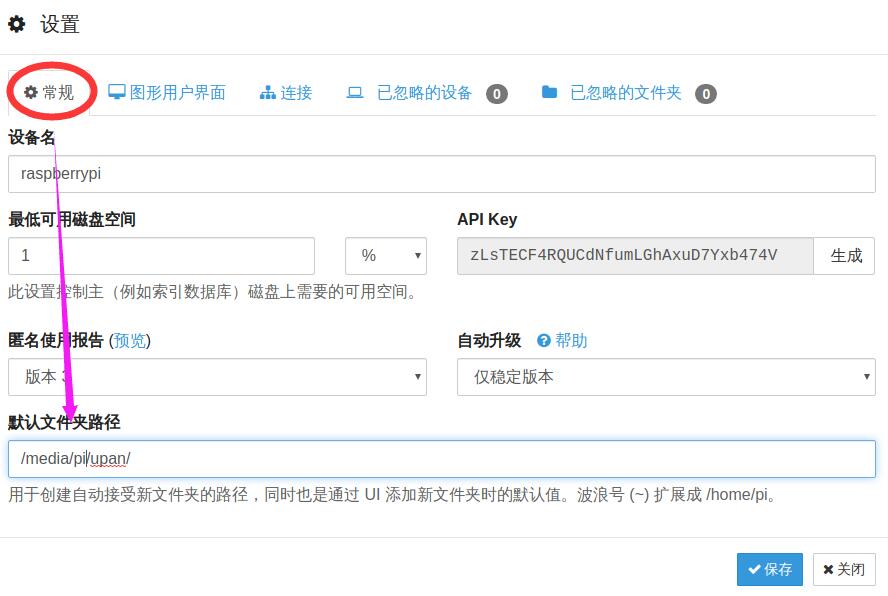 设置
常规 图形用户界面 连接 已忽略的设备 0 已忽略的文件夹 0
设备名
raspberrypi
最低可用磁盘空间 API Key
1 % zLsTECF4RQUCdNfumLGhAxuD7Yxb474V 生成
此设置控制主（例如索引数据库）磁盘上需要的可用空间。
匿名使用报告 (预览) 自动升级 帮助
版本 3 仅稳定版本
默认文件夹路径
/media/pi/upan/
用于创建自动接受新文件夹的路径，同时也是通过 UI 添加新文件夹时的默认值。波浪号 (~) 扩展成 /home/pi。
保存 关闭